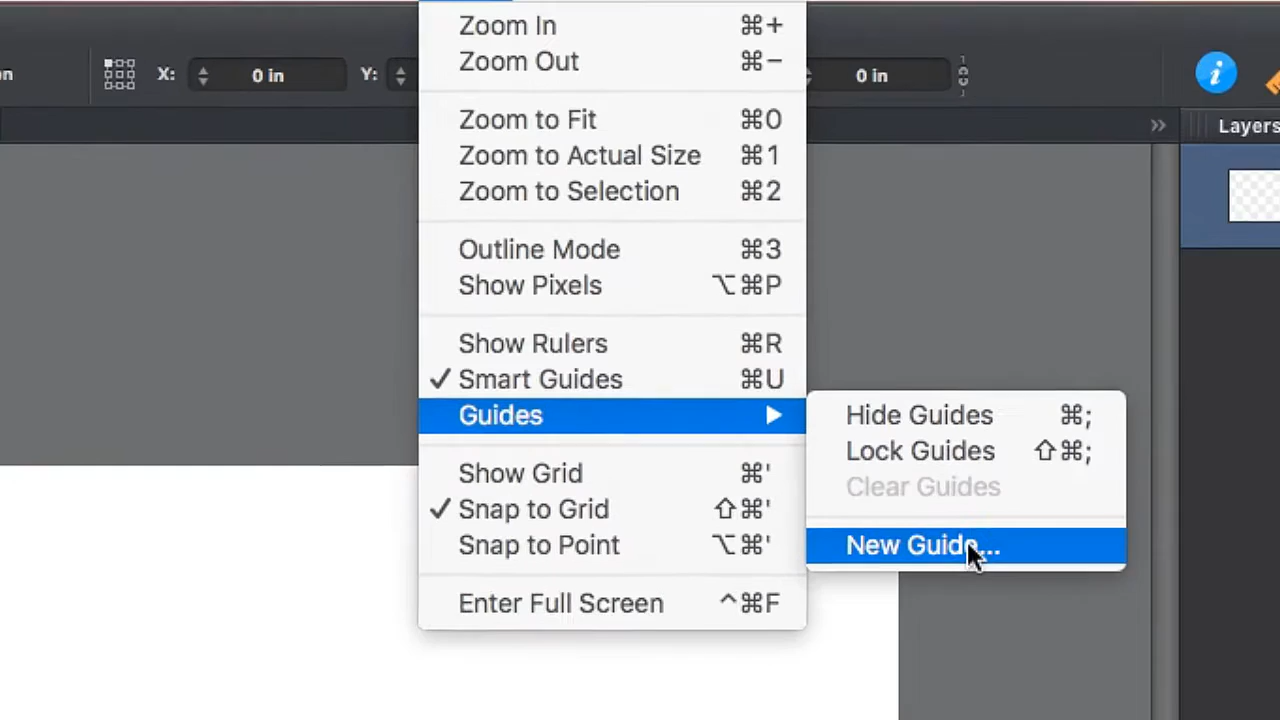 on
X:
0 in
Y:
0 in
Layers
Zoom In ⌘+
Zoom Out ⌘−
Zoom to Fit ⌘0
Zoom to Actual Size ⌘1
Zoom to Selection ⌘2
Outline Mode ⌘3
Show Pixels ⌥⌘P
Show Rulers ⌘R
✓ Smart Guides ⌘U
Guides ▶
Hide Guides ⌘;
Lock Guides ⇧⌘;
Clear Guides
New Guide...
Show Grid ⌘'
✓ Snap to Grid ⇧⌘'
Snap to Point ⌥⌘'
Enter Full Screen ^⌘F